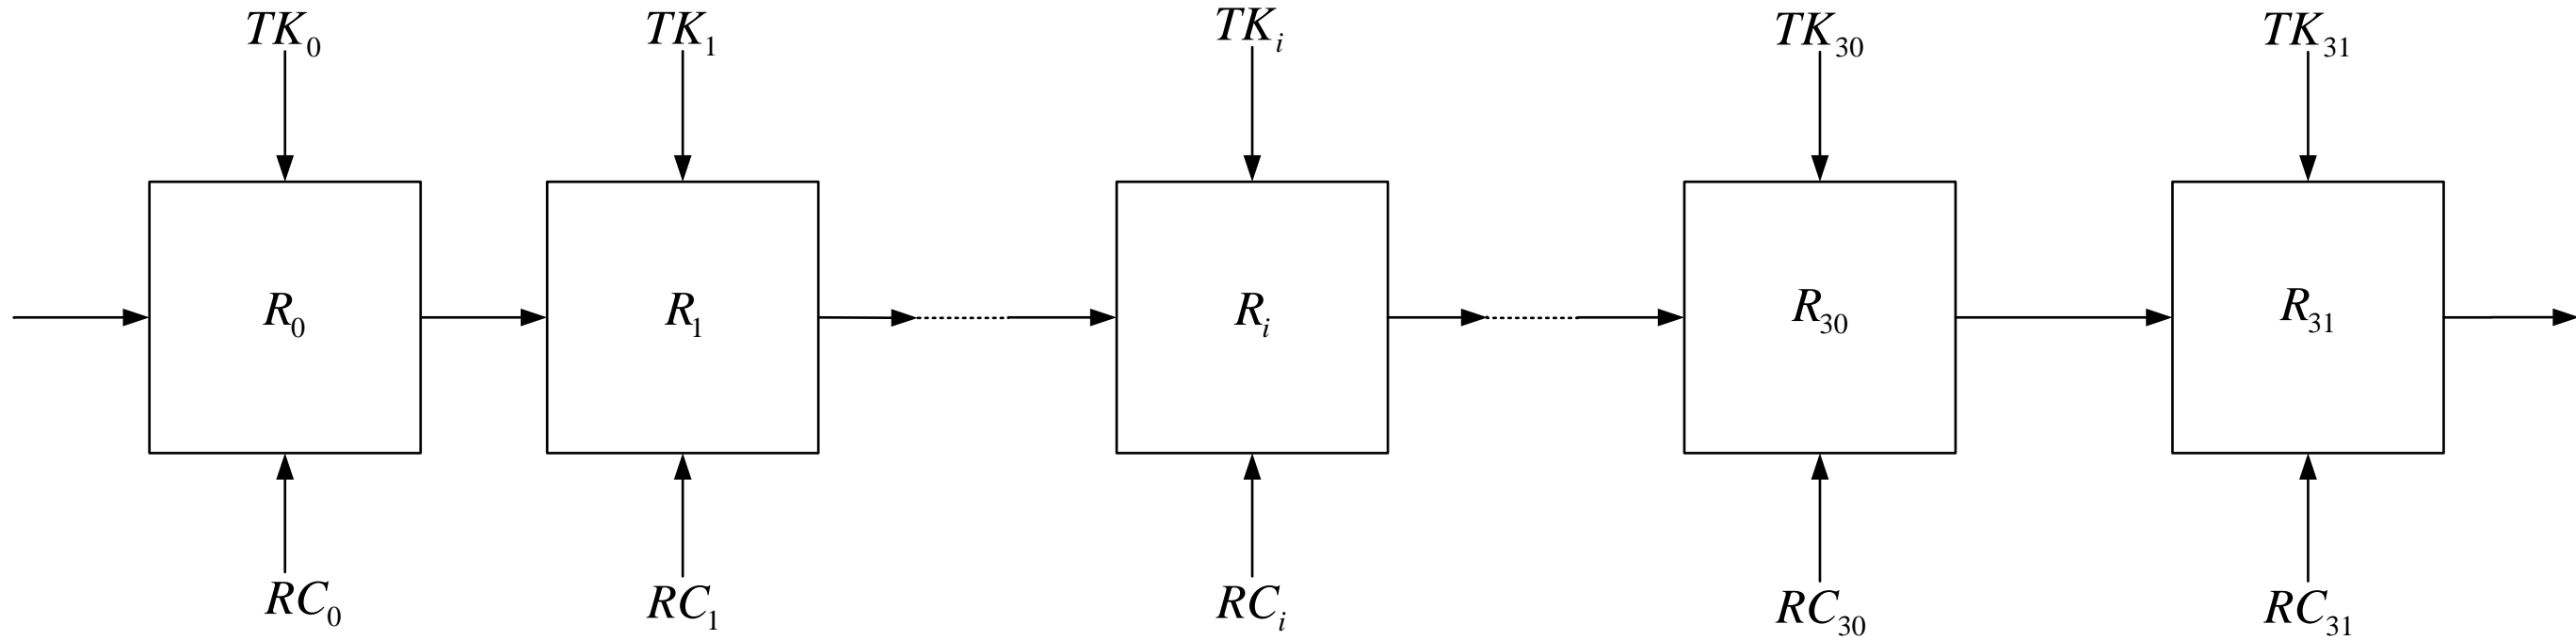 TK₀ TK₁ TKᵢ TK₃₀ TK₃₁
R₀ R₁ Rᵢ R₃₀ R₃₁
RC₀ RC₁ RCᵢ RC₃₀ RC₃₁